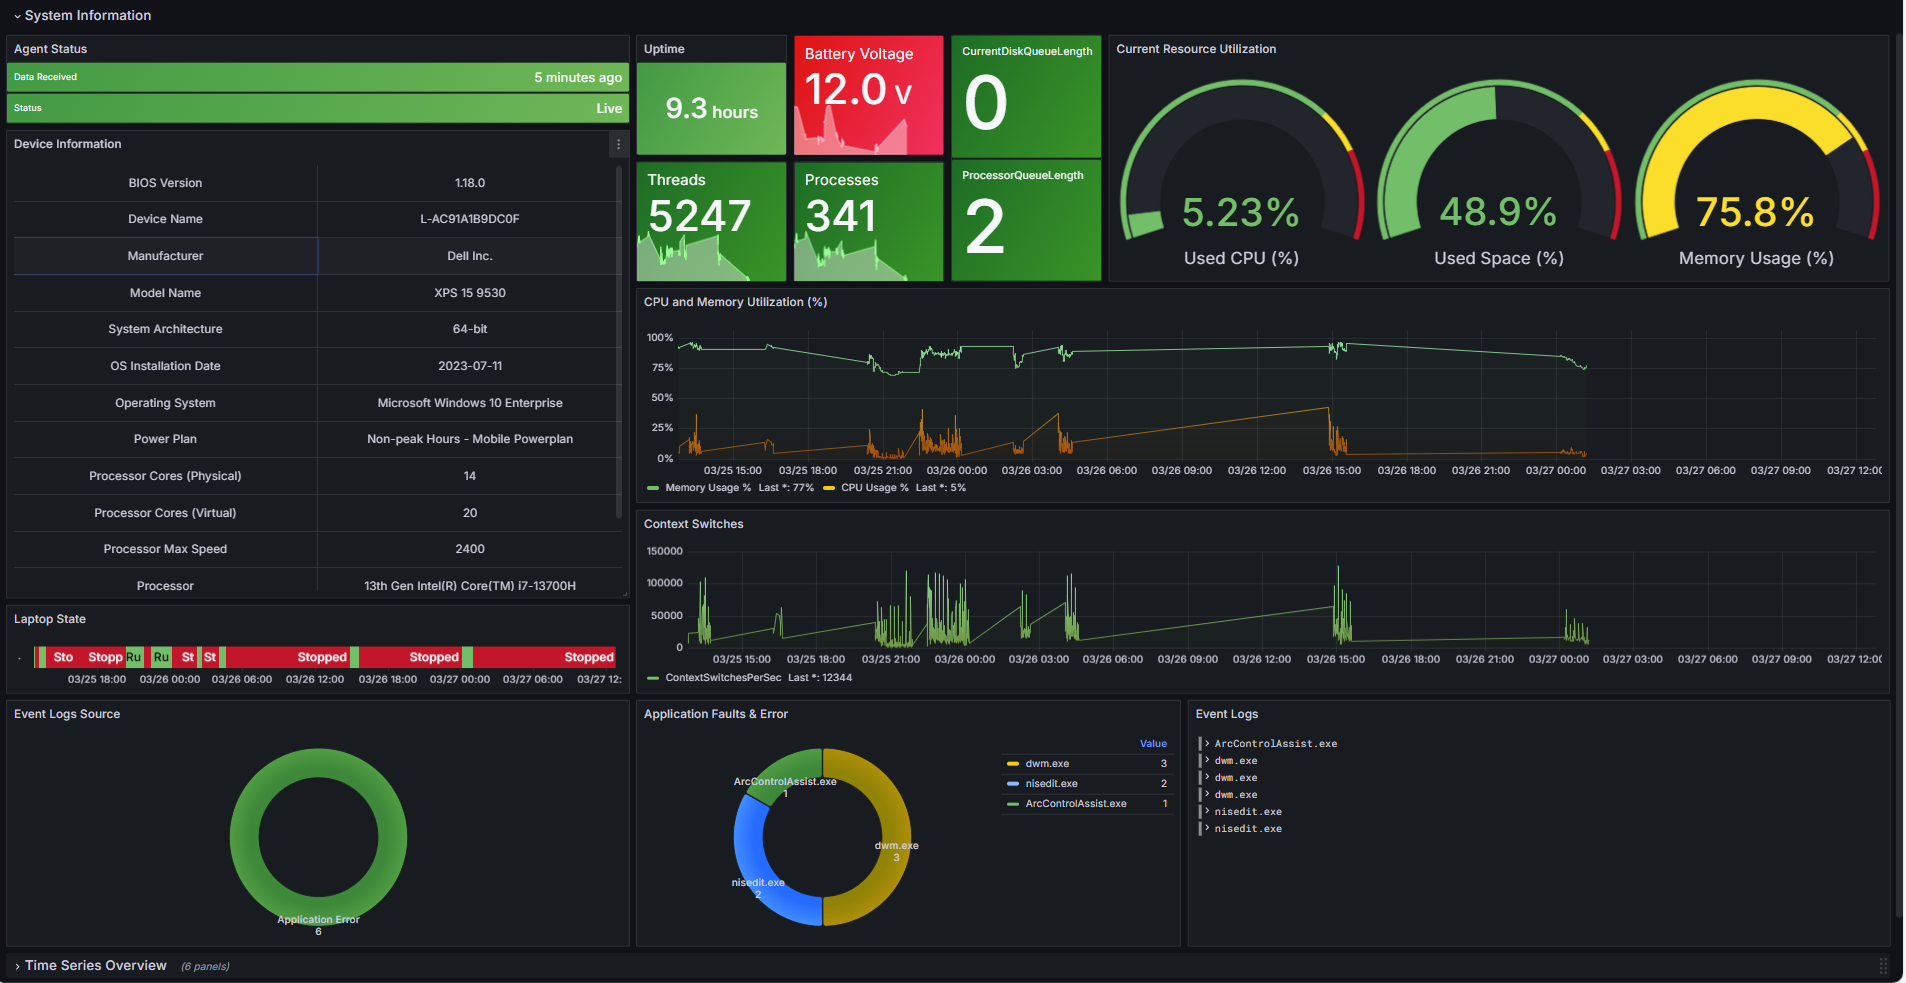 System Information
Agent Status
Data Received 5 minutes ago
Status Live
Device Information
BIOS Version 1.18.0
Device Name L-AC91A1B9DC0F
Manufacturer Dell Inc.
Model Name XPS 15 9530
System Architecture 64-bit
OS Installation Date 2023-07-11
Operating System Microsoft Windows 10 Enterprise
Power Plan Non-peak Hours - Mobile Powerplan
Processor Cores (Physical) 14
Processor Cores (Virtual) 20
Processor Max Speed 2400
Processor 13th Gen Intel(R) Core(TM) i7-13700H
Laptop State
Sto Stopp Ru Ru St St Stopped Stopped Stopped
03/25 18:00 03/26 00:00 03/26 06:00 03/26 12:00 03/26 18:00 03/27 00:00 03/27 06:00 03/27 12:
Uptime
9.3 hours
Battery Voltage
12.0 v
CurrentDiskQueueLength
0
Threads
5247
Processes
341
ProcessorQueueLength
2
Current Resource Utilization
5.23% 48.9% 75.8%
Used CPU (%) Used Space (%) Memory Usage (%)
CPU and Memory Utilization (%)
100%
75%
50%
25%
0%
03/25 15:00 03/25 18:00 03/25 21:00 03/26 00:00 03/26 03:00 03/26 06:00 03/26 09:00 03/26 12:00 03/26 15:00 03/26 18:00 03/26 21:00 03/27 00:00 03/27 03:00 03/27 06:00 03/27 09:00 03/27 12:00
Memory Usage % Last *: 77% CPU Usage % Last *: 5%
Context Switches
150000
100000
50000
0
03/25 15:00 03/25 18:00 03/25 21:00 03/26 00:00 03/26 03:00 03/26 06:00 03/26 09:00 03/26 12:00 03/26 15:00 03/26 18:00 03/26 21:00 03/27 00:00 03/27 03:00 03/27 06:00 03/27 09:00 03/27 12:00
ContextSwitchesPerSec Last *: 12344
Event Logs Source
Application Error
6
Application Faults & Error
ArcControlAssist.exe
1
dwm.exe
3
nisedit.exe
2
Value
dwm.exe 3
nisedit.exe 2
ArcControlAssist.exe 1
Event Logs
ArcControlAssist.exe
dwm.exe
dwm.exe
dwm.exe
nisedit.exe
nisedit.exe
Time Series Overview (6 panels)